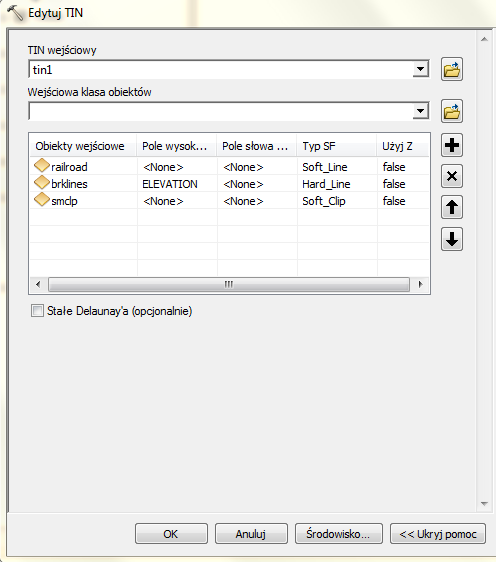 Edytuj TIN
TIN wejściowy
tin1
Wejściowa klasa obiektów
Obiekty wejściowe Pole wysok... Pole słowa ... Typ SF Użyj Z
railroad <None> <None> Soft_Line false
brklines ELEVATION <None> Hard_Line false
smclp <None> <None> Soft_Clip false
Stałe Delaunay'a (opcjonalnie)
OK Anuluj Środowisko... << Ukryj pomoc